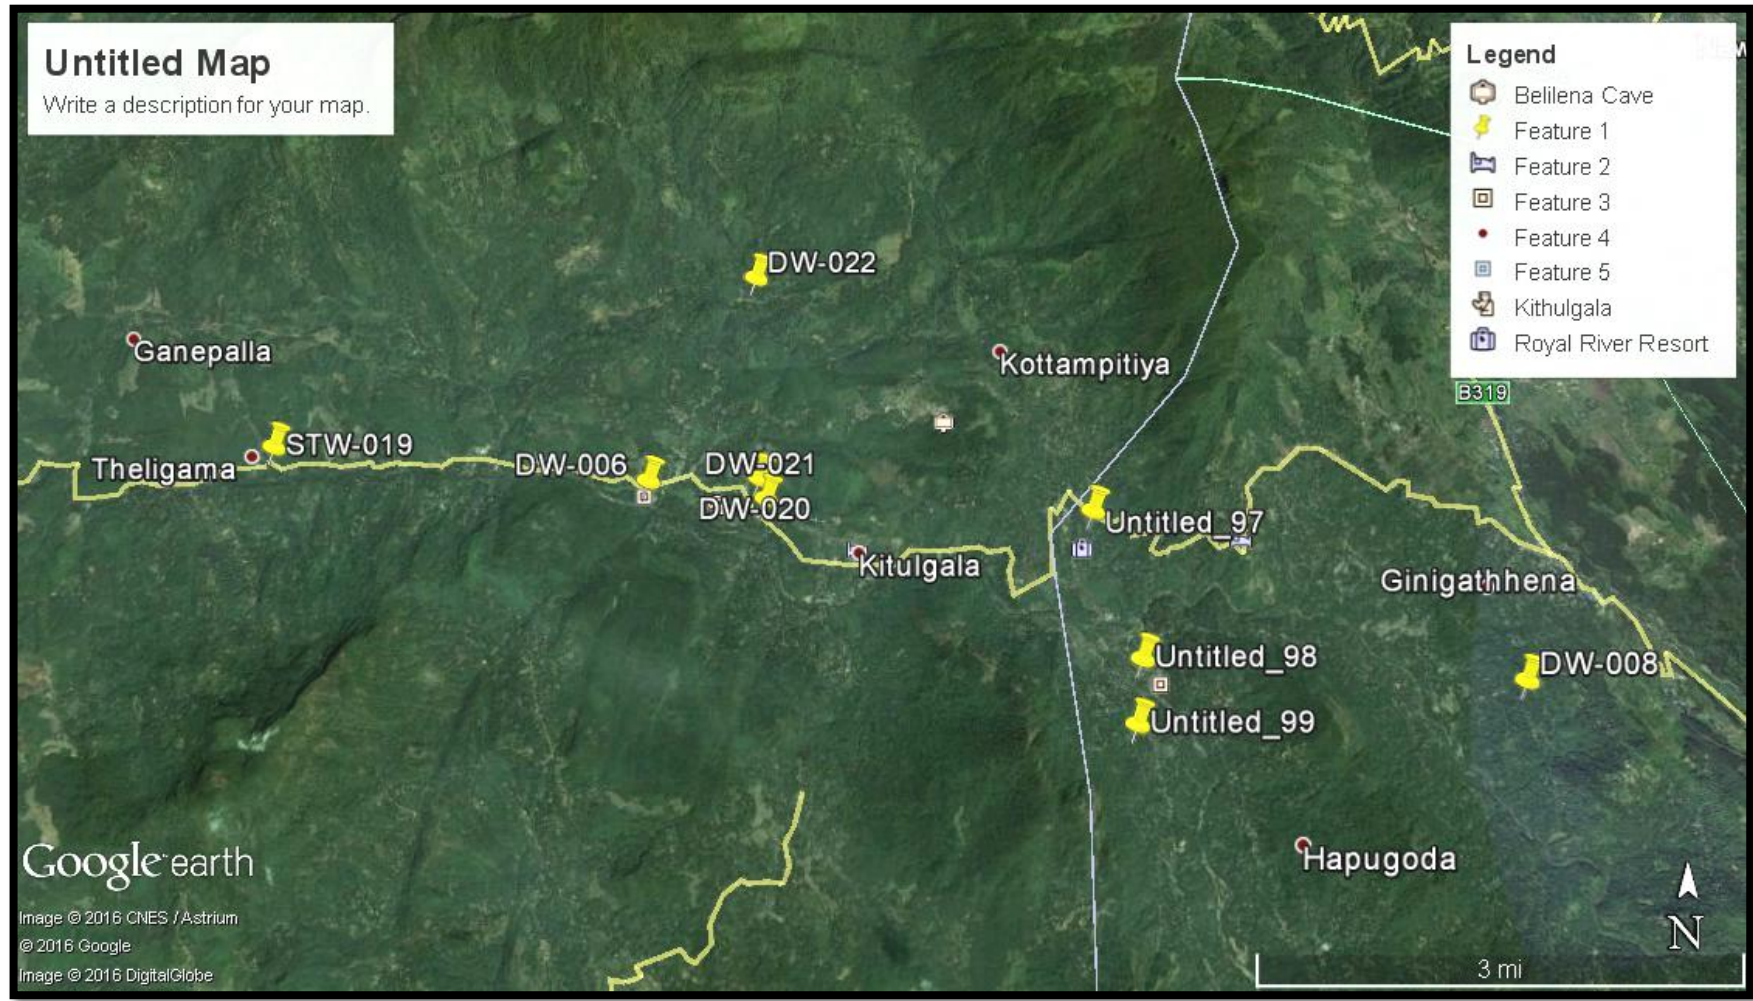 Untitled Map
Write a description for your map.
Legend
Belilena Cave
Feature 1
Feature 2
Feature 3
Feature 4
Feature 5
Kithulgala
Royal River Resort
B319
DW-022
Ganepalla
Kottampitiya
STW-019
Theligama
DW-006
DW-021
DW-020
Untitled_97
Kitulgala
Ginigathhena
Untitled_98
DW-008
Untitled_99
Hapugoda
Google earth
Image © 2016 CNES / Astrium
© 2016 Google
Image © 2016 DigitalGlobe
N
3 mi